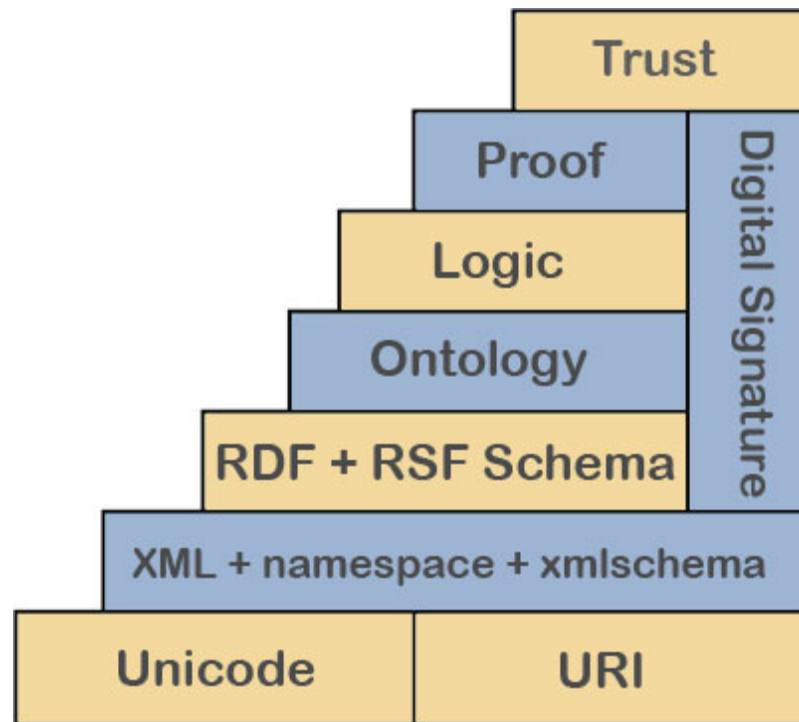 Trust
Proof
Digital Signature
Logic
Ontology
RDF + RSF Schema
XML + namespace + xmlschema
Unicode
URI